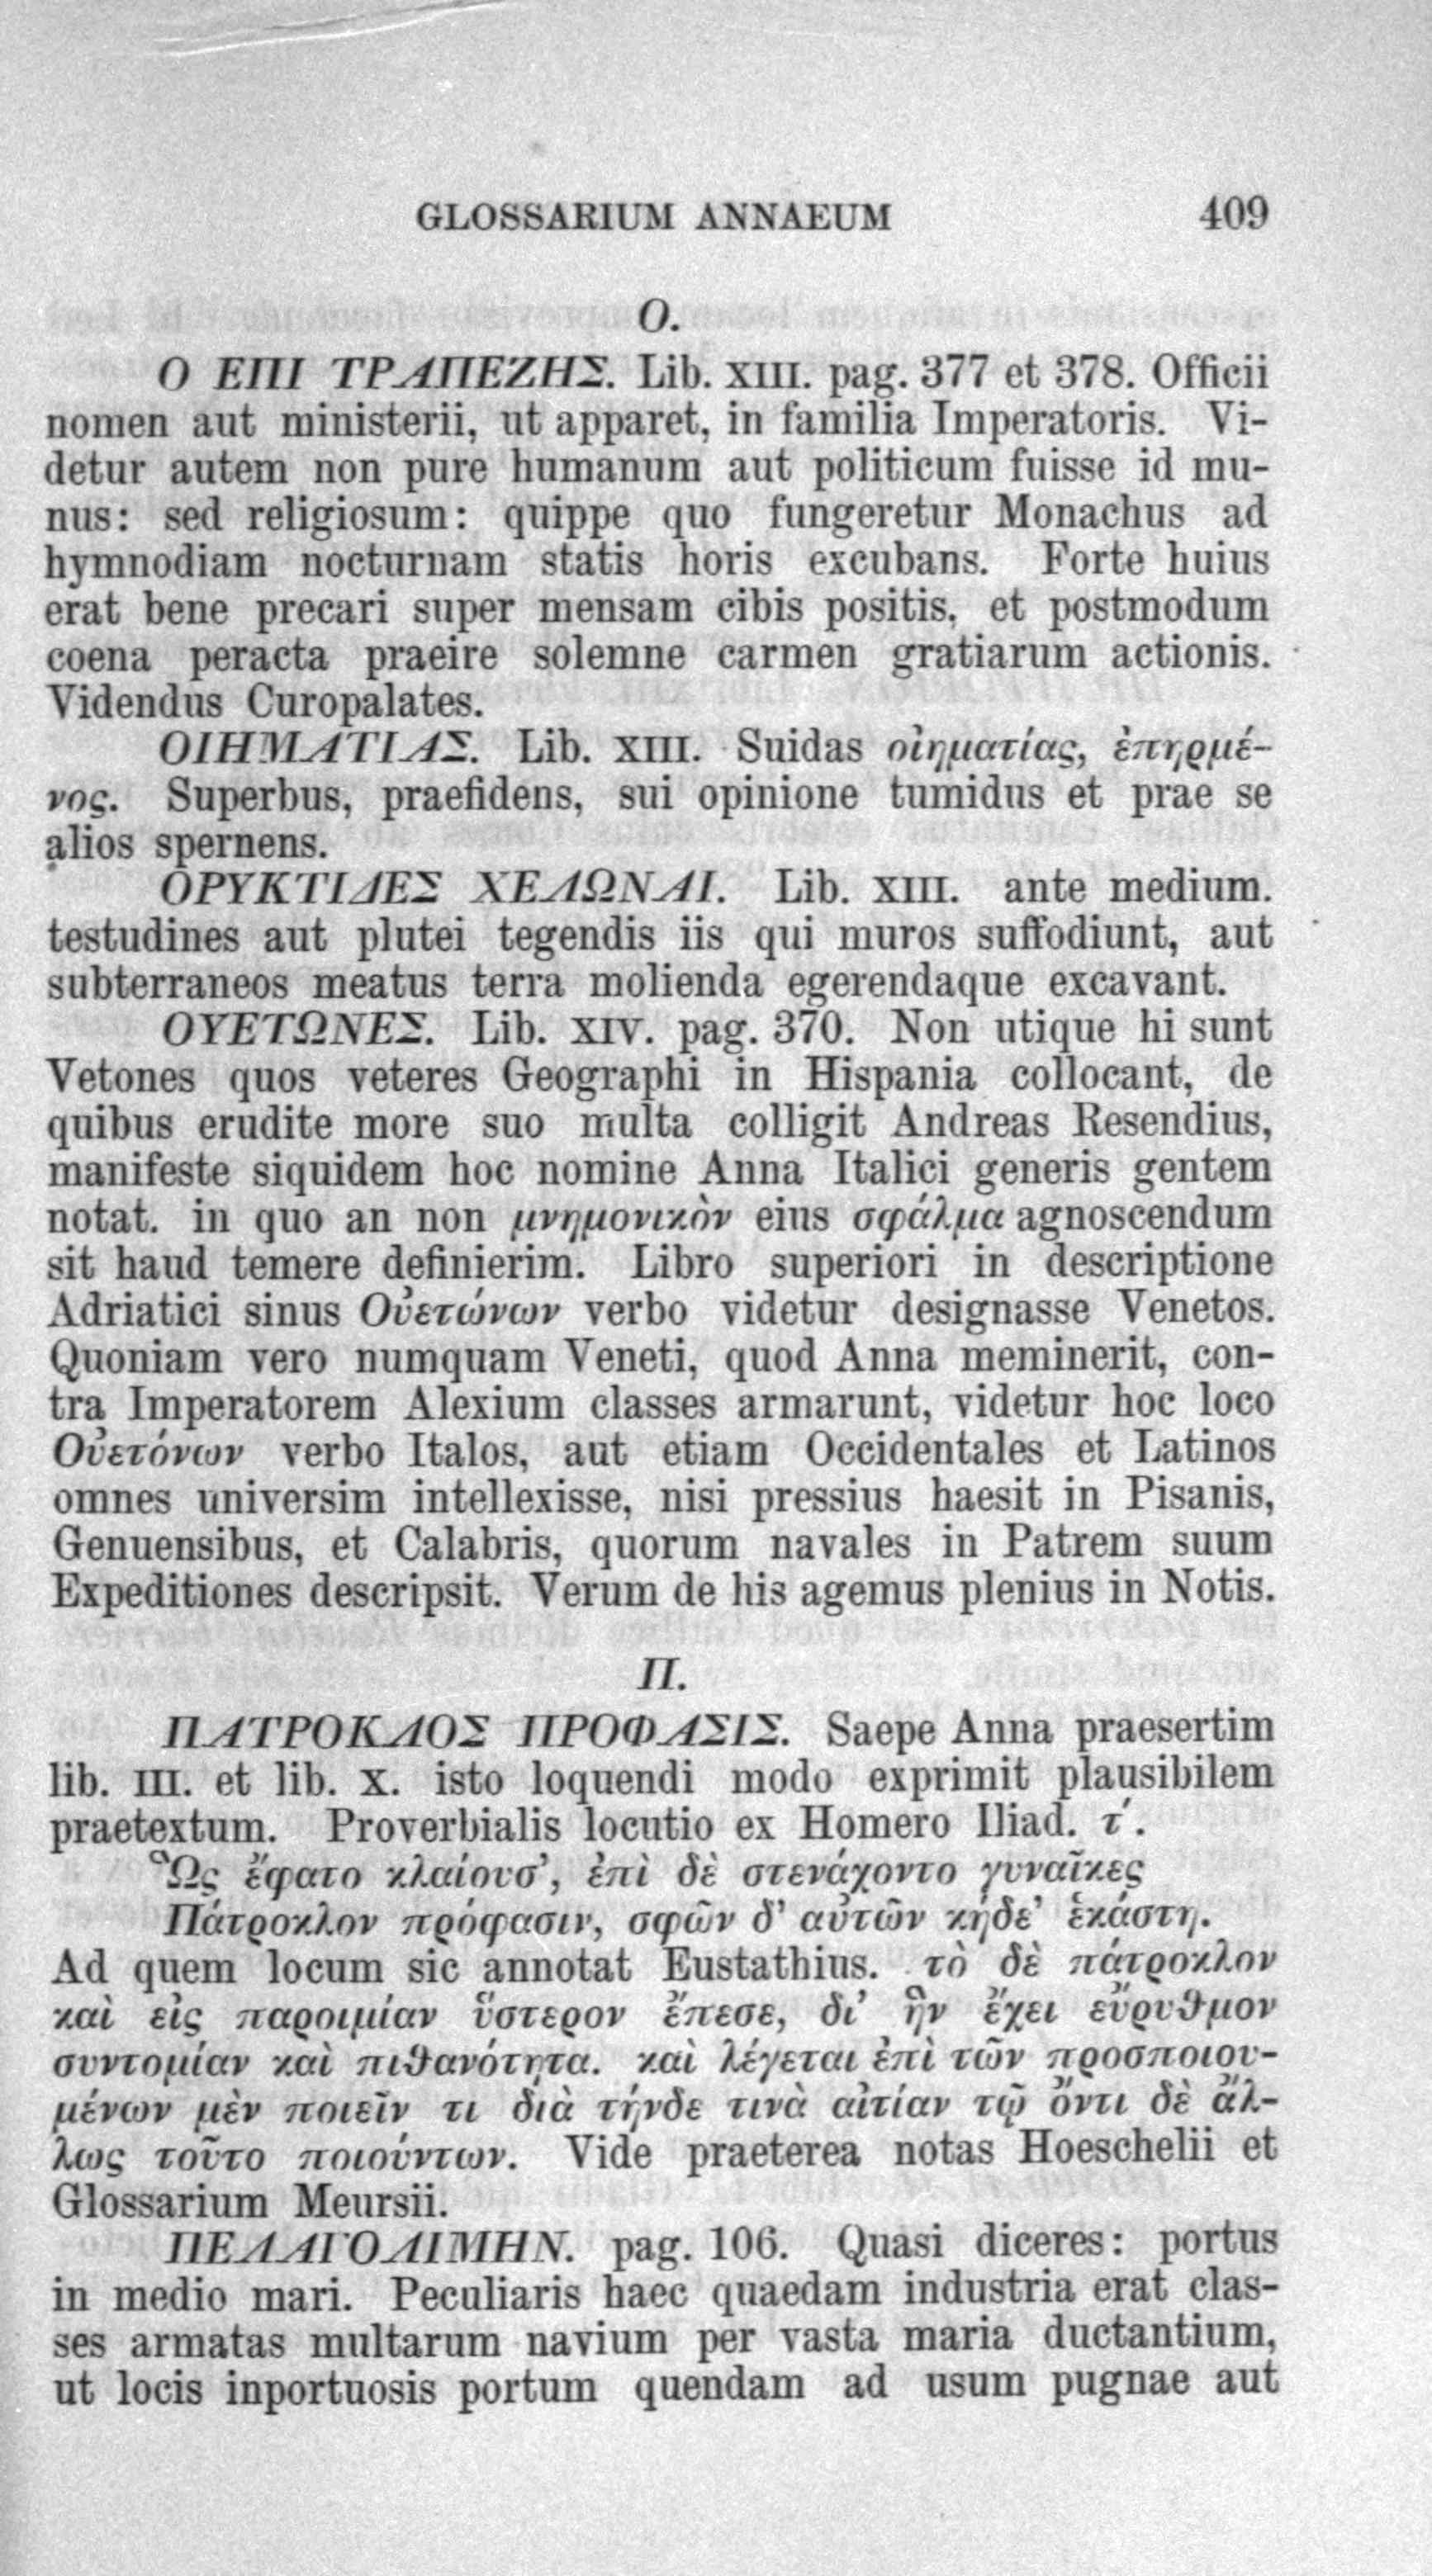 GLOSSARIUM ANNAEUM 409
Ο.
Ο ΕΠΙ ΤΡΑΠΕΖΗΣ. Lib. XIII. pag. 377 et 378. Officii
nomen aut ministerii, ut apparet, in familia Imperatoris. Vi-
detur autem non pure humanum aut politicum fuisse id mu-
nus: sed religiosum: quippe quo fungeretur Monachus ad
hymnodiam nocturnam statis horis excubans. Forte huius
erat bene precari super mensam cibis positis, et postmodum
coena peracta praeire solemne carmen gratiarum actionis.
Videndus Curopalates.
ΟΙΗΜΑΤΙΑΣ. Lib. XIII. Suidas οἰηματίας, ἐπῃρμέ-
νος. Superbus, praefidens, sui opinione tumidus et prae se
alios spernens.
ΟΡΥΚΤΙΔΕΣ ΧΕΛΩΝΑΙ. Lib. XIII. ante medium.
testudines aut plutei tegendis iis qui muros suffodiunt, aut
subterraneos meatus terra molienda egerendaque excavant.
ΟΥΕΤΩΝΕΣ. Lib. XIV. pag. 370. Non utique hi sunt
Vetones quos veteres Geographi in Hispania collocant, de
quibus erudite more suo multa colligit Andreas Resendius,
manifeste siquidem hoc nomine Anna Italici generis gentem
notat. in quo an non μνημονικὸν eius σφάλμα agnoscendum
sit haud temere definierim. Libro superiori in descriptione
Adriatici sinus Οὐετώνων verbo videtur designasse Venetos.
Quoniam vero numquam Veneti, quod Anna meminerit, con-
tra Imperatorem Alexium classes armarunt, videtur hoc loco
Οὐετόνων verbo Italos, aut etiam Occidentales et Latinos
omnes universim intellexisse, nisi pressius haesit in Pisanis,
Genuensibus, et Calabris, quorum navales in Patrem suum
Expeditiones descripsit. Verum de his agemus plenius in Notis.
Π.
ΠΑΤΡΟΚΛΟΣ ΠΡΟΦΑΣΙΣ. Saepe Anna praesertim
lib. III. et lib. X. isto loquendi modo exprimit plausibilem
praetextum. Proverbialis locutio ex Homero Iliad. τ΄.
Ὣς ἔφατο κλαίουσ', ἐπὶ δὲ στενάχοντο γυναῖκες
Πάτροκλον πρόφασιν, σφῶν δ' αὐτῶν κήδε' ἑκάστη.
Ad quem locum sic annotat Eustathius. τὸ δὲ πάτροκλον
καὶ εἰς παροιμίαν ὕστερον ἔπεσε, δι' ἣν ἔχει εὔρυθμον
συντομίαν καὶ πιθανότητα. καὶ λέγεται ἐπὶ τῶν προσποιου-
μένων μὲν ποιεῖν τι διὰ τήνδε τινὰ αἰτίαν τῷ ὄντι δὲ ἄλ-
λως τοῦτο ποιούντων. Vide praeterea notas Hoeschelii et
Glossarium Meursii.
ΠΕΛΑΓΟΛΙΜΗΝ. pag. 106. Quasi diceres: portus
in medio mari. Peculiaris haec quaedam industria erat clas-
ses armatas multarum navium per vasta maria ductantium,
ut locis inportuosis portum quendam ad usum pugnae aut